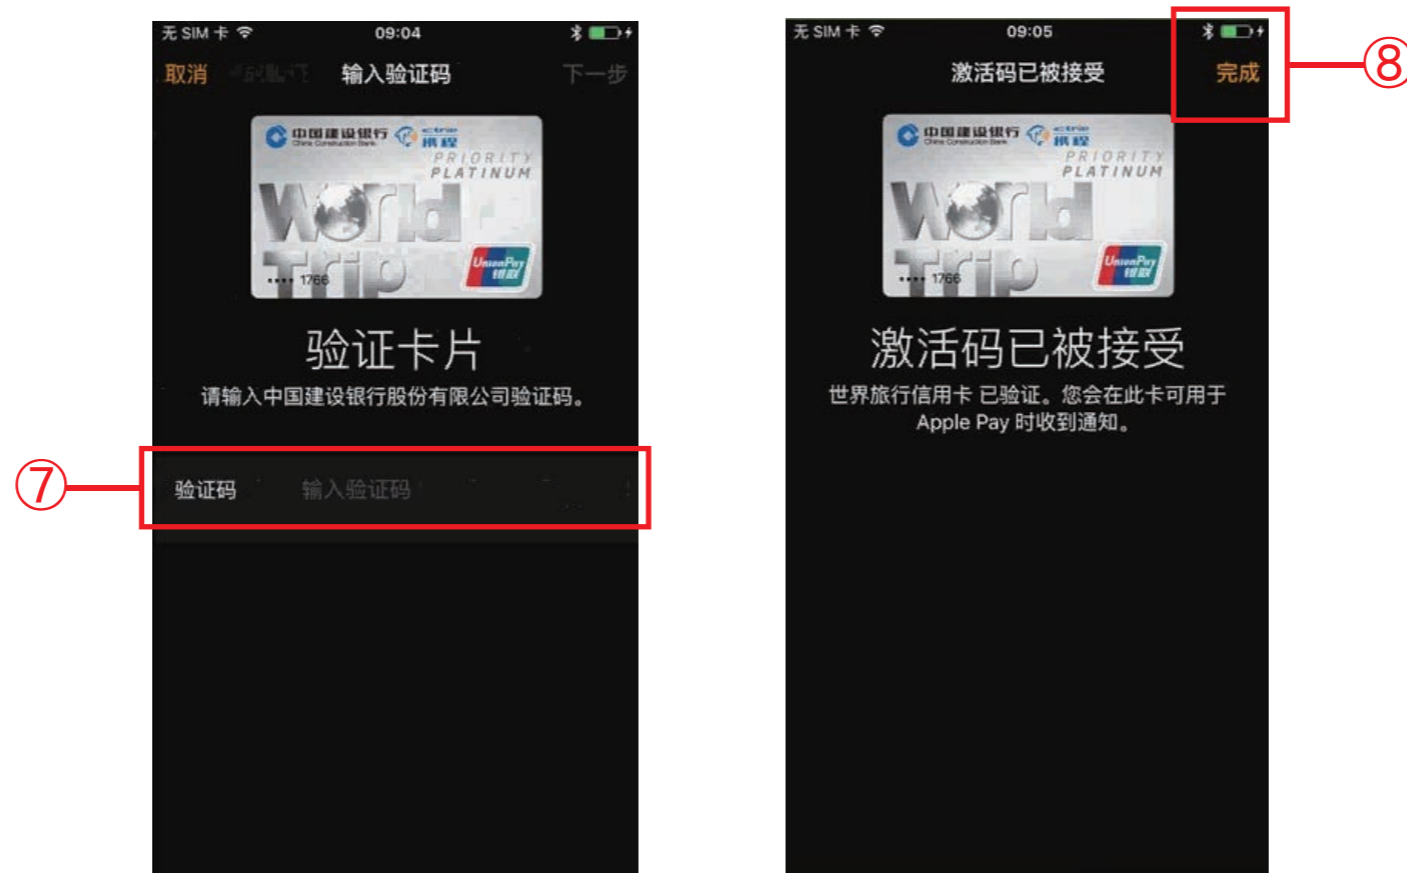 无 SIM 卡
09:04
取消
输入验证码
下一步
中国建设银行
China Construction Bank
ctrip
携程
PRIORITY
PLATINUM
World
Trip
•••• 1766
UnionPay
银联
验证卡片
请输入中国建设银行股份有限公司验证码。
⑦
验证码
输入验证码
无 SIM 卡
09:05
激活码已被接受
完成
⑧
中国建设银行
China Construction Bank
ctrip
携程
PRIORITY
PLATINUM
World
Trip
•••• 1766
UnionPay
银联
激活码已被接受
世界旅行信用卡 已验证。您会在此卡可用于
Apple Pay 时收到通知。